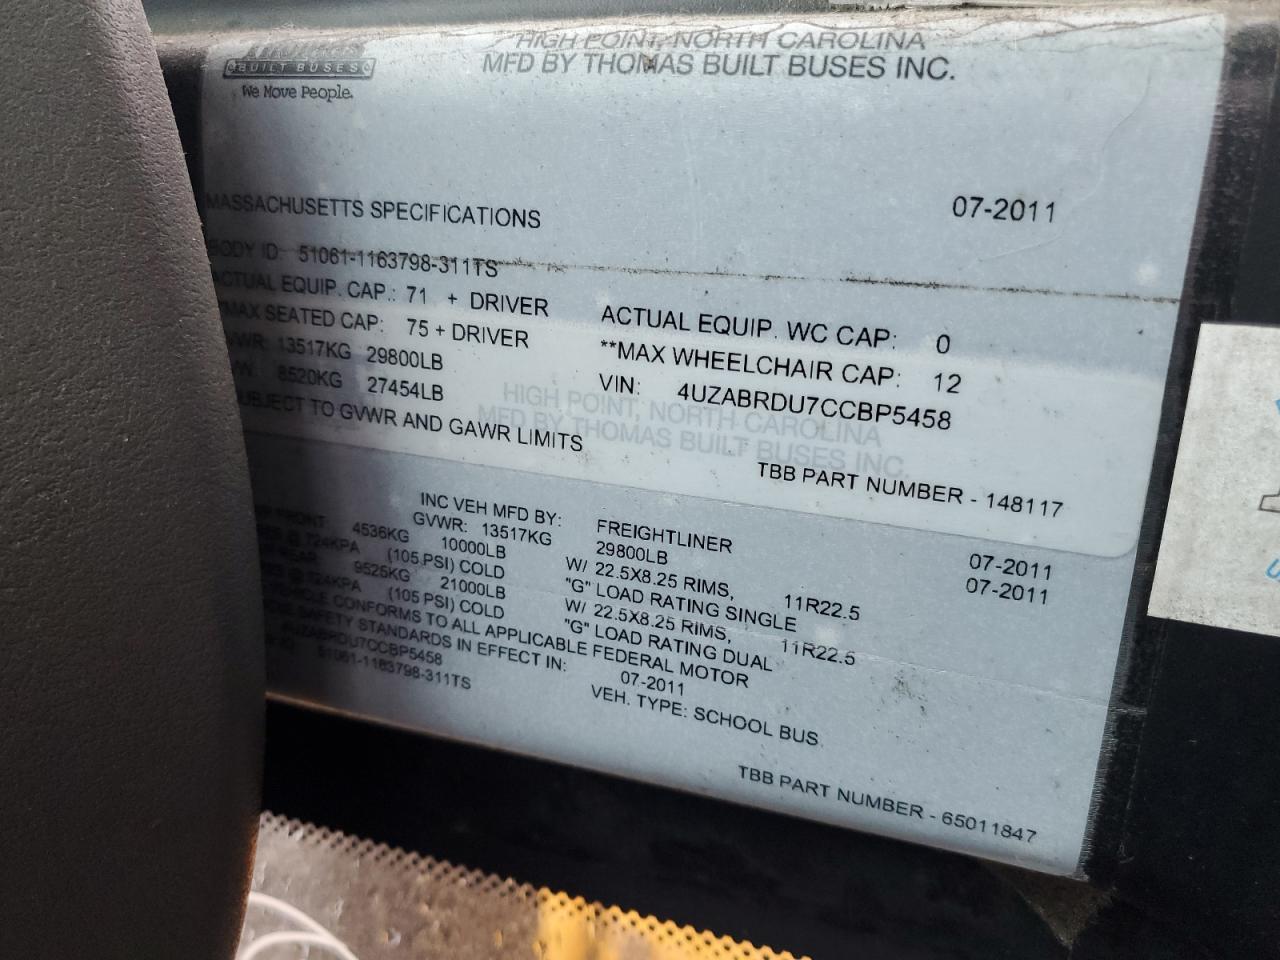 Thomas
BUILT BUSES
We Move People.
HIGH POINT, NORTH CAROLINA
MFD BY THOMAS BUILT BUSES INC.
MASSACHUSETTS SPECIFICATIONS
07-2011
BODY ID: 51061-1163798-311TS
ACTUAL EQUIP. CAP.: 71 + DRIVER
ACTUAL EQUIP. WC CAP: 0
MAX SEATED CAP: 75 + DRIVER
**MAX WHEELCHAIR CAP: 12
13517KG 29800LB
VIN: 4UZABRDU7CCBP5458
8520KG 27454LB
HIGH POINT, NORTH CAROLINA
MFD BY THOMAS BUILT BUSES INC.
SUBJECT TO GVWR AND GAWR LIMITS
TBB PART NUMBER - 148117
INC VEH MFD BY: FREIGHTLINER 07-2011
GVWR: 13517KG 29800LB 07-2011
FRONT: 4536KG 10000LB W/ 22.5X8.25 RIMS, 11R22.5
@ 724KPA (105 PSI) COLD "G" LOAD RATING SINGLE
REAR: 9525KG 21000LB W/ 22.5X8.25 RIMS, 11R22.5
@ 724KPA (105 PSI) COLD "G" LOAD RATING DUAL
VEHICLE CONFORMS TO ALL APPLICABLE FEDERAL MOTOR
SAFETY STANDARDS IN EFFECT IN: 07-2011
4UZABRDU7CCBP5458 VEH. TYPE: SCHOOL BUS
51061-1163798-311TS
TBB PART NUMBER - 65011847